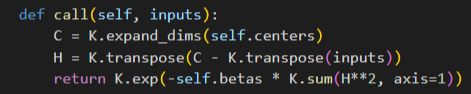 def call(self, inputs):
C = K.expand_dims(self.centers)
H = K.transpose(C - K.transpose(inputs))
return K.exp(-self.betas * K.sum(H**2, axis=1))